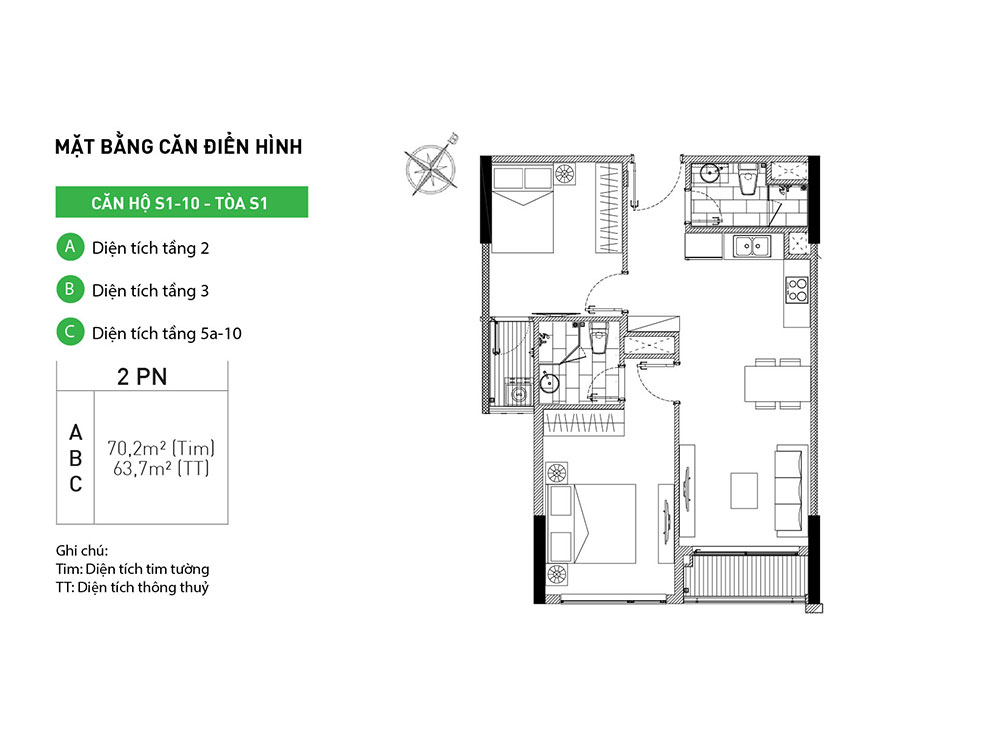 MẶT BẰNG CĂN ĐIỂN HÌNH
CĂN HỘ S1-10 - TÒA S1
A Diện tích tầng 2
B Diện tích tầng 3
C Diện tích tầng 5a-10
2 PN
A
B
C
70,2m² (Tim)
63,7m² (TT)
Ghi chú:
Tim: Diện tích tim tường
TT: Diện tích thông thuỷ
B